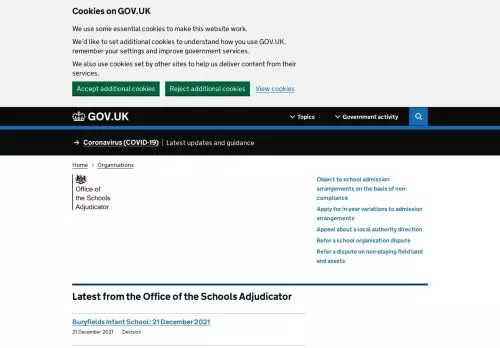 Cookies on GOV.UK
We use some essential cookies to make this website work.
We'd like to set additional cookies to understand how you use GOV.UK,
remember your settings and improve government services.
We also use cookies set by other sites to help us deliver content from their
services.
Accept additional cookies Reject additional cookies View cookies
GOV.UK Topics Government activity
→ Coronavirus (COVID-19) | Latest updates and guidance
Home > Organisations
Office of
the Schools
Adjudicator
Object to school admission
arrangements on the basis of non-
compliance
Apply for in-year variations to admission
arrangements
Appeal about a local authority direction
Refer a school organisation dispute
Refer a dispute on non-playing field land
and assets
Latest from the Office of the Schools Adjudicator
Buryfields Infant School: 21 December 2021
21 December 2021 Decision